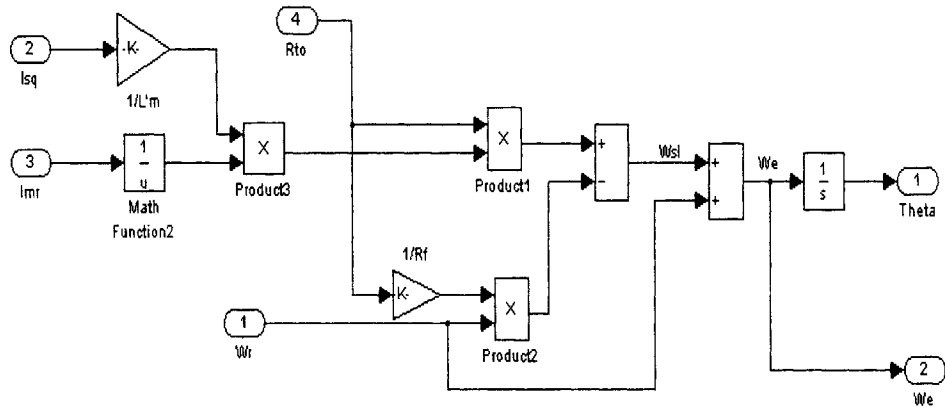 4
Rto
2
Isq
-K-
1/L'm
3
Imr
1
u
Math
Function2
X
Product3
X
Product1
+
-
Wsl
+
+
We
1
s
1
Theta
1/Rf
K-
X
Product2
1
Wr
2
We